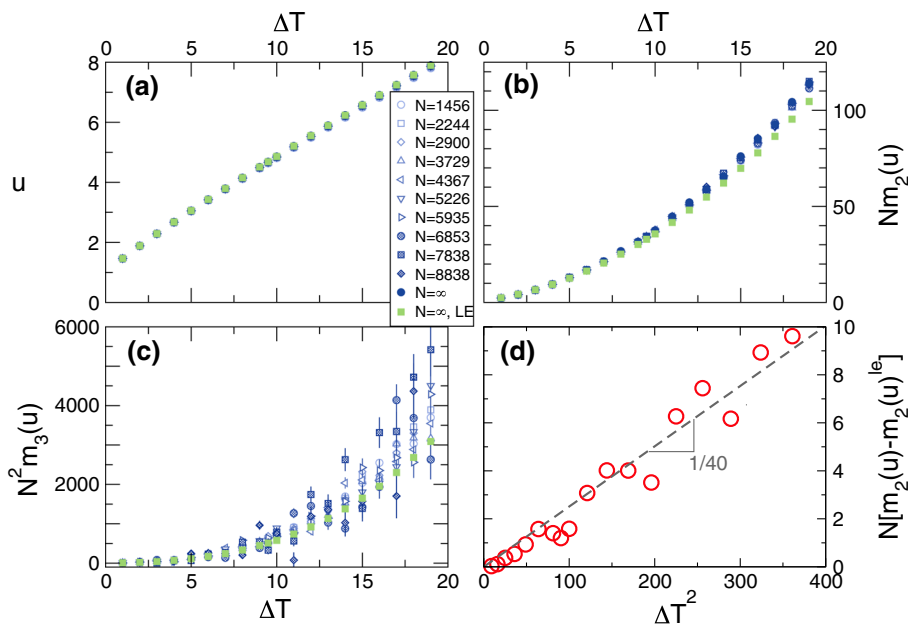 ΔT
ΔT
0 5 10 15 20
0 5 10 15 20
(a)
(b)
8
6
4
2
0
u
100
50
0
Nm₂(u)
N=1456
N=2244
N=2900
N=3729
N=4367
N=5226
N=5935
N=6853
N=7838
N=8838
N=∞
N=∞, LE
(c)
(d)
6000
4000
2000
0
N²m₃(u)
10
8
6
4
2
0
N[m₂(u)-m₂(u)ˡᵉ]
1/40
0 5 10 15 20
0 100 200 300 400
ΔT
ΔT²